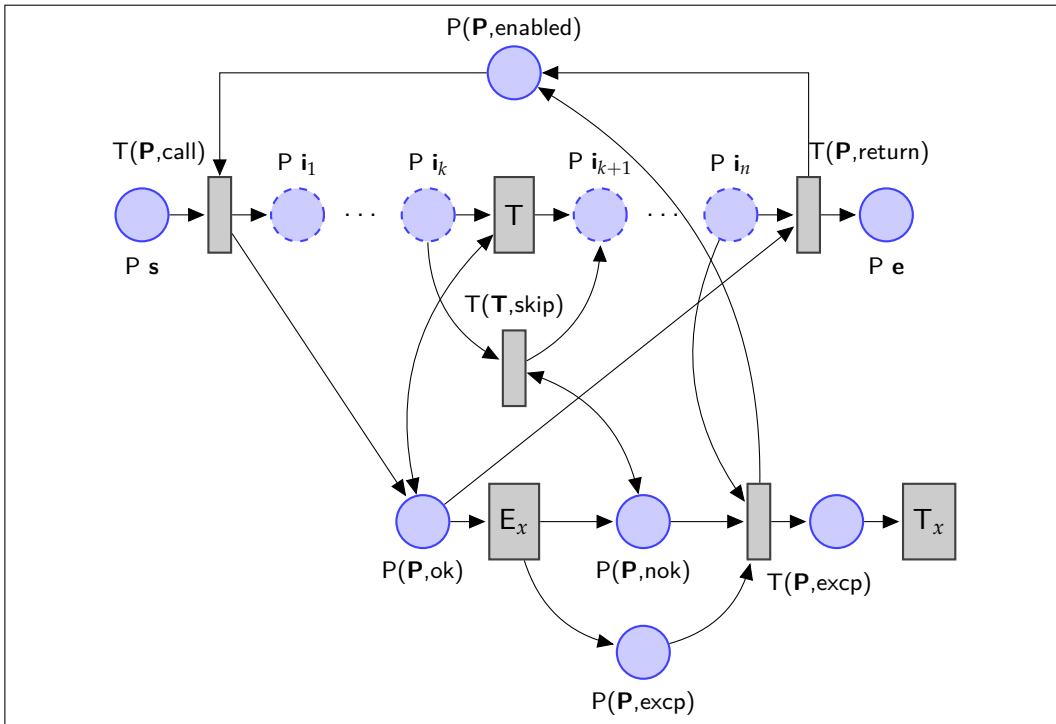 P(P,enabled)
T(P,call)
P i₁
P iₖ
P iₖ₊₁
P iₙ
T(P,return)
· · ·
T
· · ·
P s
P e
T(T,skip)
Eₓ
Tₓ
P(P,ok)
P(P,nok)
T(P,excp)
P(P,excp)